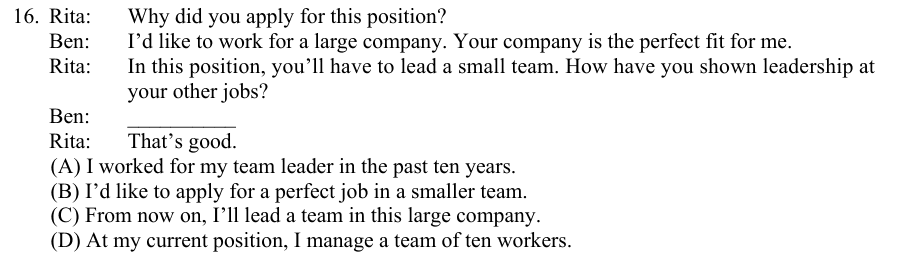 16. Rita: Why did you apply for this position?
Ben: I'd like to work for a large company. Your company is the perfect fit for me.
Rita: In this position, you'll have to lead a small team. How have you shown leadership at
your other jobs?
Ben: __________
Rita: That's good.
(A) I worked for my team leader in the past ten years.
(B) I'd like to apply for a perfect job in a smaller team.
(C) From now on, I'll lead a team in this large company.
(D) At my current position, I manage a team of ten workers.